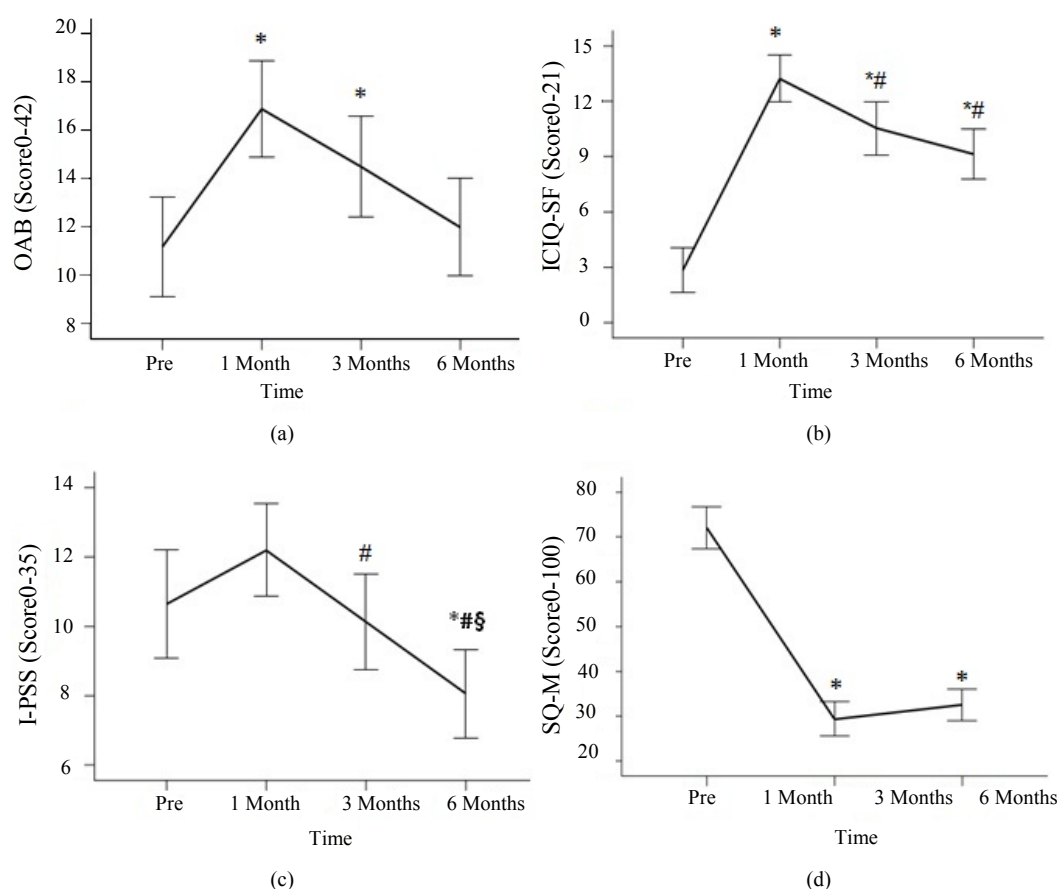 OAB (Score0-42)
20
18
16
14
12
10
8
*
*
Pre
1 Month
3 Months
6 Months
Time
(a)
ICIQ-SF (Score0-21)
15
12
9
6
3
0
*
*#
*#
Pre
1 Month
3 Months
6 Months
Time
(b)
I-PSS (Score0-35)
14
12
10
8
6
#
*#§
Pre
1 Month
3 Months
6 Months
Time
(c)
SQ-M (Score0-100)
80
70
60
50
40
30
20
*
*
Pre
1 Month
3 Months
6 Months
Time
(d)